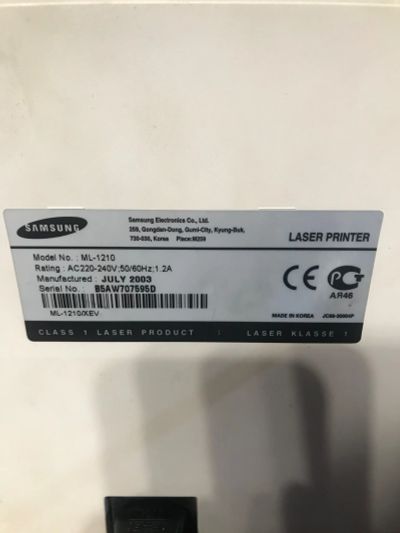 SAMSUNG
Samsung Electronics Co., Ltd.
259, Gongdan-Dong, Gumi-City, Kyung-Buk,
730-030, Korea Place:M209
LASER PRINTER
Model No. : ML-1210
Rating : AC220-240V;50/60Hz;1.2A
Manufactured : JULY 2003
Serial No. : B5AW707595D
ML-1210/XEV
CE
PCT
АЯ46
MADE IN KOREA
CLASS 1 LASER PRODUCT : LASER KLASSE 1